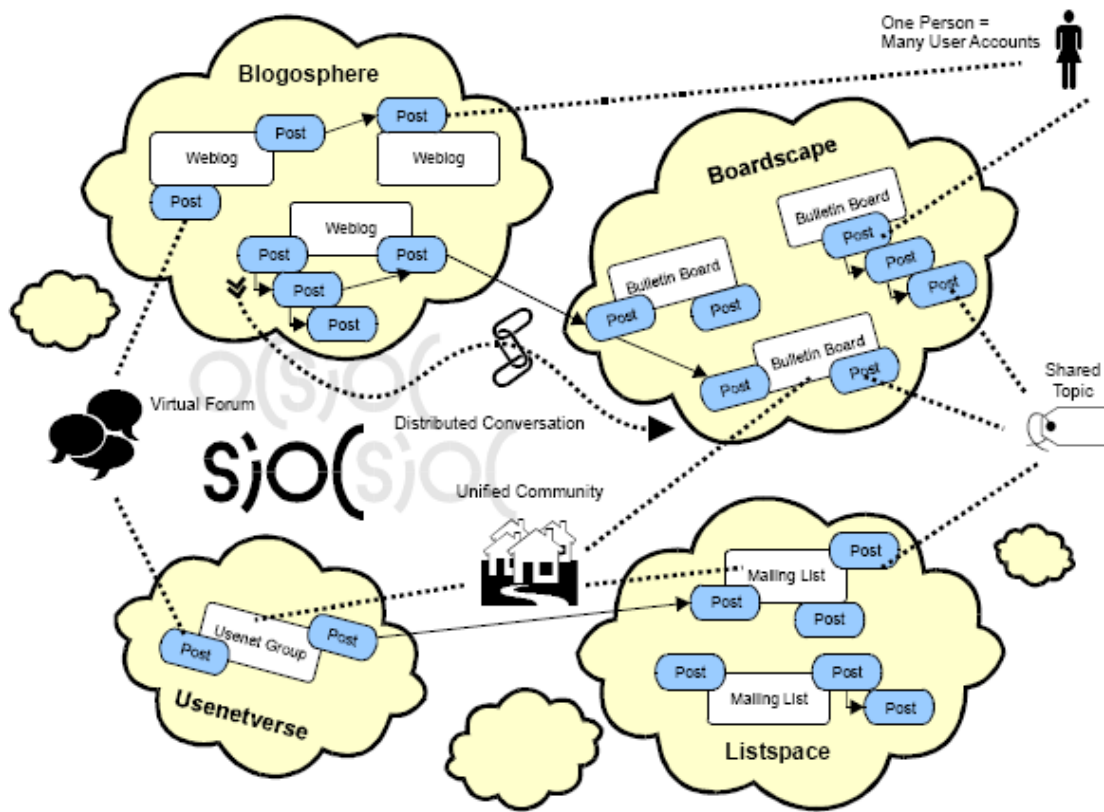 One Person =
Many User Accounts
Blogosphere
Post
Post
Weblog
Weblog
Post
Weblog
Post
Post
Post
Post
Boardscape
Bulletin Board
Post
Post
Post
Bulletin Board
Post
Post
Bulletin Board
Post
Post
Virtual Forum
Distributed Conversation
Shared
Topic
sioc
sioc
sioc
Unified Community
Usenet Group
Post
Post
Usenetverse
Post
Mailing List
Post
Post
Post
Post
Mailing List
Post
Listspace